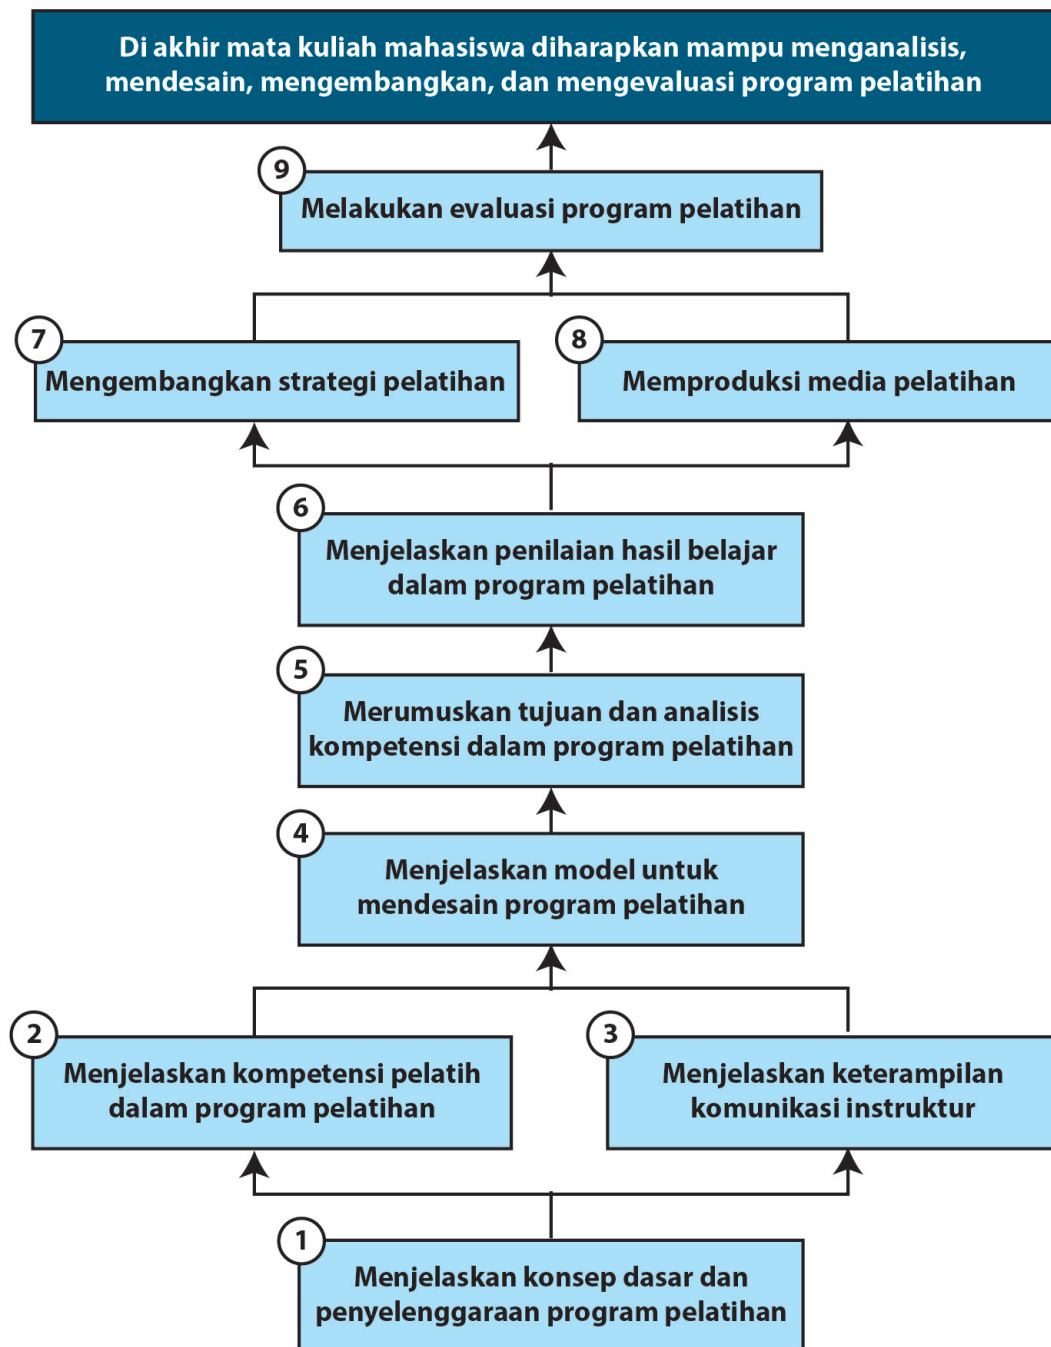 Di akhir mata kuliah mahasiswa diharapkan mampu menganalisis,
mendesain, mengembangkan, dan mengevaluasi program pelatihan
9
Melakukan evaluasi program pelatihan
7
Mengembangkan strategi pelatihan
8
Memproduksi media pelatihan
6
Menjelaskan penilaian hasil belajar
dalam program pelatihan
5
Merumuskan tujuan dan analisis
kompetensi dalam program pelatihan
4
Menjelaskan model untuk
mendesain program pelatihan
2
Menjelaskan kompetensi pelatih
dalam program pelatihan
3
Menjelaskan keterampilan
komunikasi instruktur
1
Menjelaskan konsep dasar dan
penyelenggaraan program pelatihan